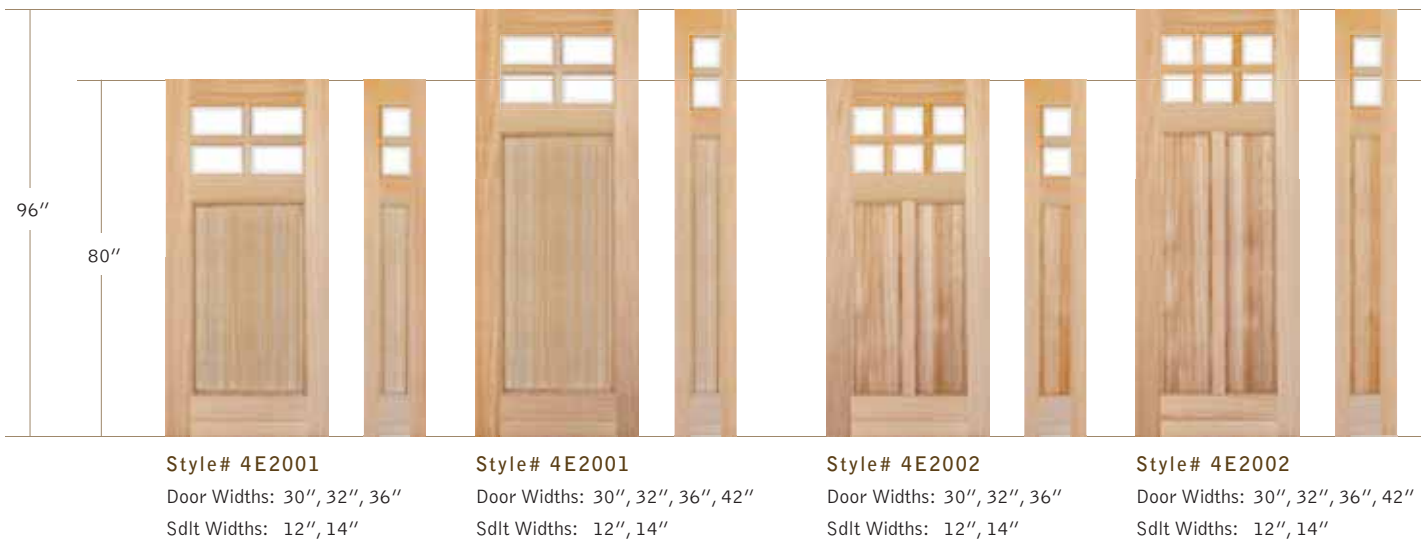 96″
80″
Style# 4E2001
Door Widths: 30″, 32″, 36″
Sdlt Widths: 12″, 14″
Style# 4E2001
Door Widths: 30″, 32″, 36″, 42″
Sdlt Widths: 12″, 14″
Style# 4E2002
Door Widths: 30″, 32″, 36″
Sdlt Widths: 12″, 14″
Style# 4E2002
Door Widths: 30″, 32″, 36″, 42″
Sdlt Widths: 12″, 14″